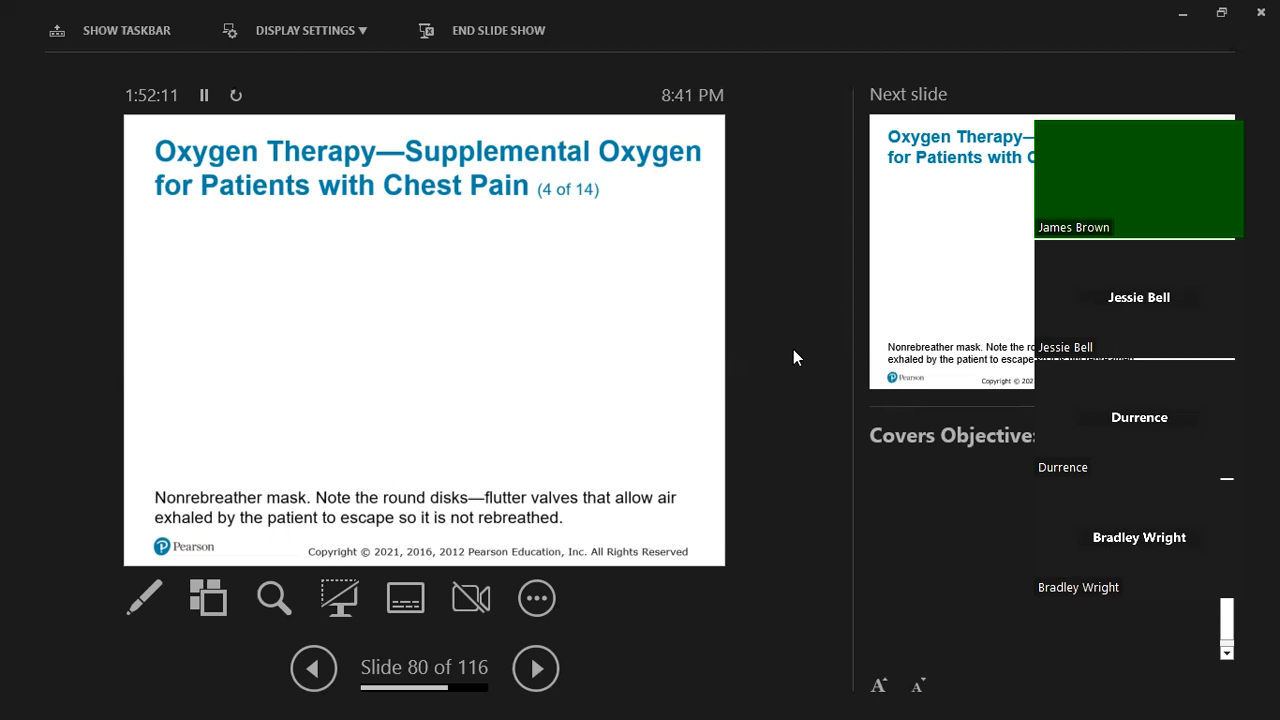 SHOW TASKBAR
DISPLAY SETTINGS ▾
END SLIDE SHOW
1:52:11
8:41 PM
Oxygen Therapy—Supplemental Oxygen
for Patients with Chest Pain (4 of 14)
Nonrebreather mask. Note the round disks—flutter valves that allow air
exhaled by the patient to escape so it is not rebreathed.
Pearson
Copyright © 2021, 2016, 2012 Pearson Education, Inc. All Rights Reserved
Slide 80 of 116
Next slide
Oxygen Therapy—
for Patients with C
Nonrebreather mask. Note the ro
exhaled by the patient to escape
Pearson
Copyright © 202
Covers Objective
James Brown
Jessie Bell
Jessie Bell
Durrence
Durrence
Bradley Wright
Bradley Wright
A A